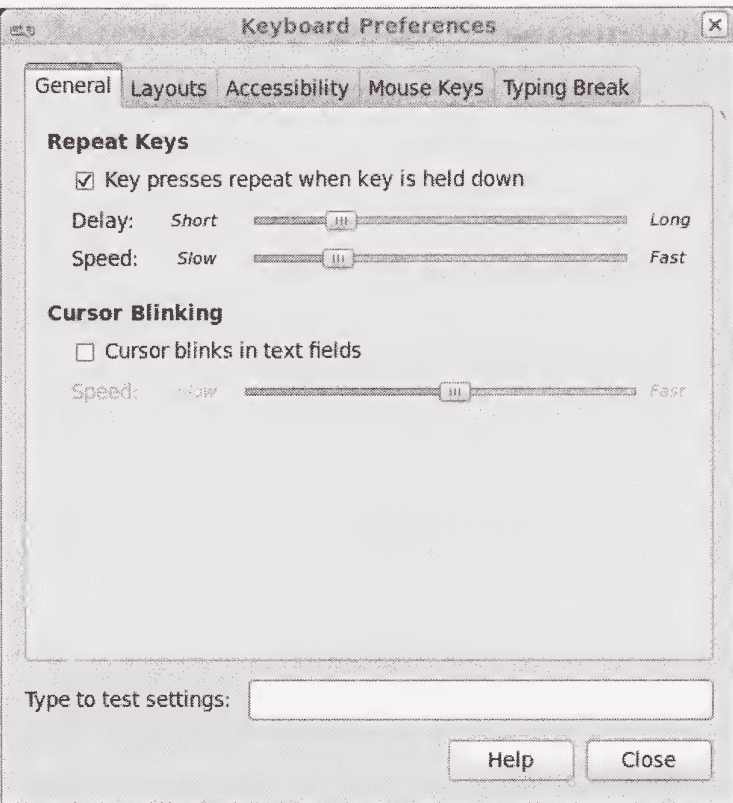 Keyboard Preferences
General Layouts Accessibility Mouse Keys Typing Break
Repeat Keys
Key presses repeat when key is held down
Delay: Short Long
Speed: Slow Fast
Cursor Blinking
Cursor blinks in text fields
Speed: Slow Fast
Type to test settings:
Help Close